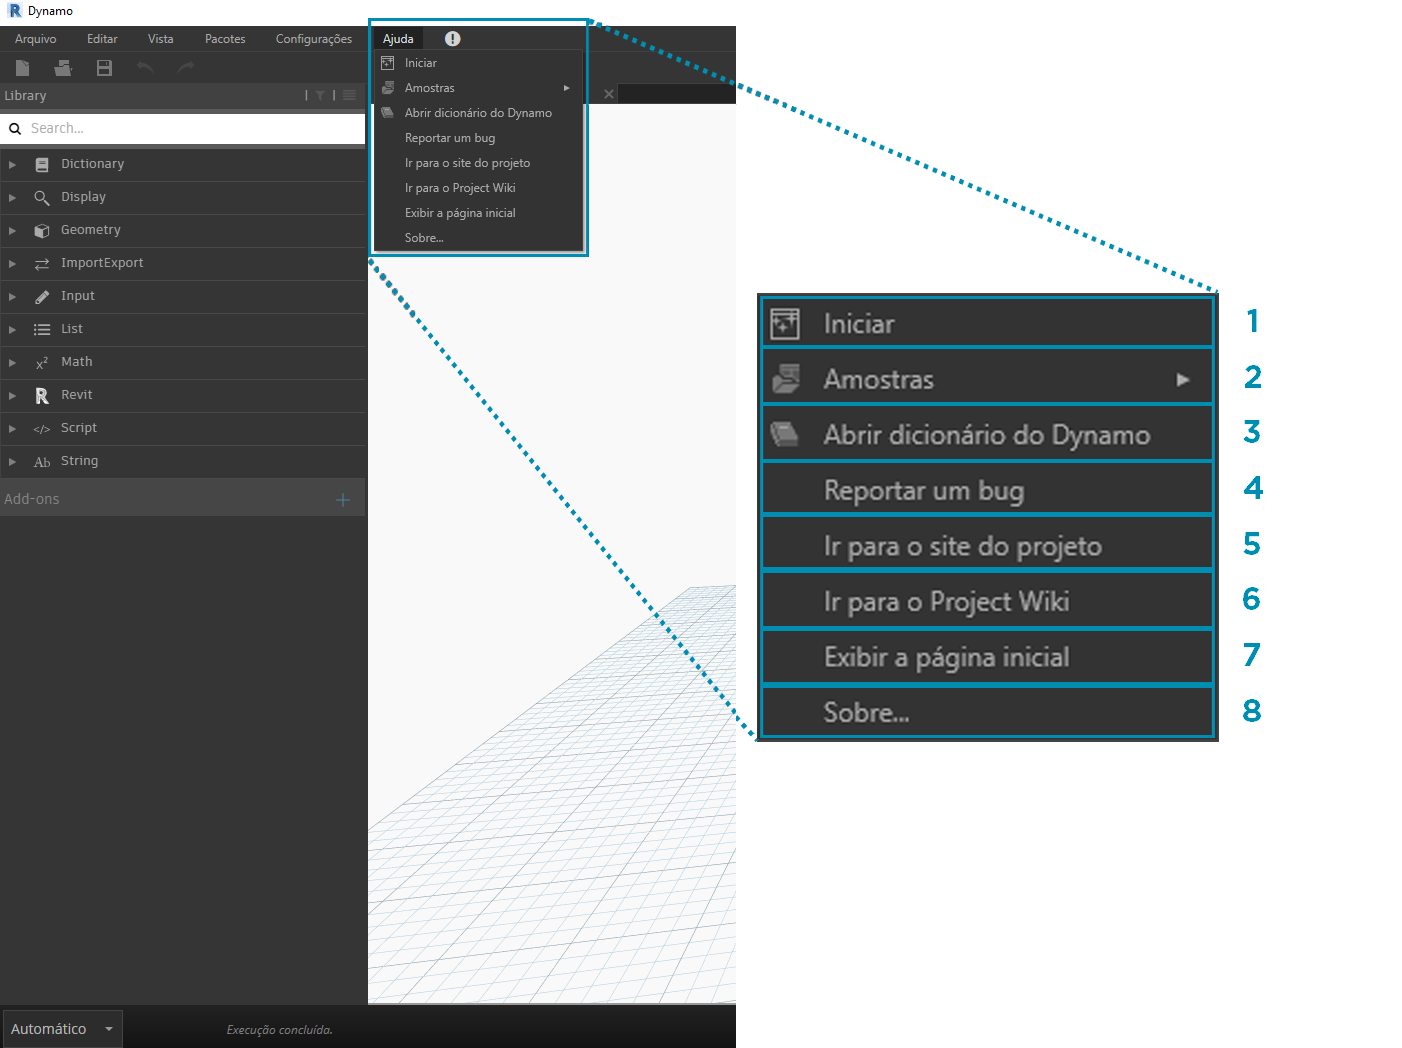 Dynamo
Arquivo Editar Vista Pacotes Configurações Ajuda
Iniciar
Amostras
Abrir dicionário do Dynamo
Reportar um bug
Ir para o site do projeto
Ir para o Project Wiki
Exibir a página inicial
Sobre...
Library
Search...
Dictionary
Display
Geometry
ImportExport
Input
List
Math
Revit
Script
String
Add-ons
Iniciar 1
Amostras 2
Abrir dicionário do Dynamo 3
Reportar um bug 4
Ir para o site do projeto 5
Ir para o Project Wiki 6
Exibir a página inicial 7
Sobre... 8
Automático Execução concluída.